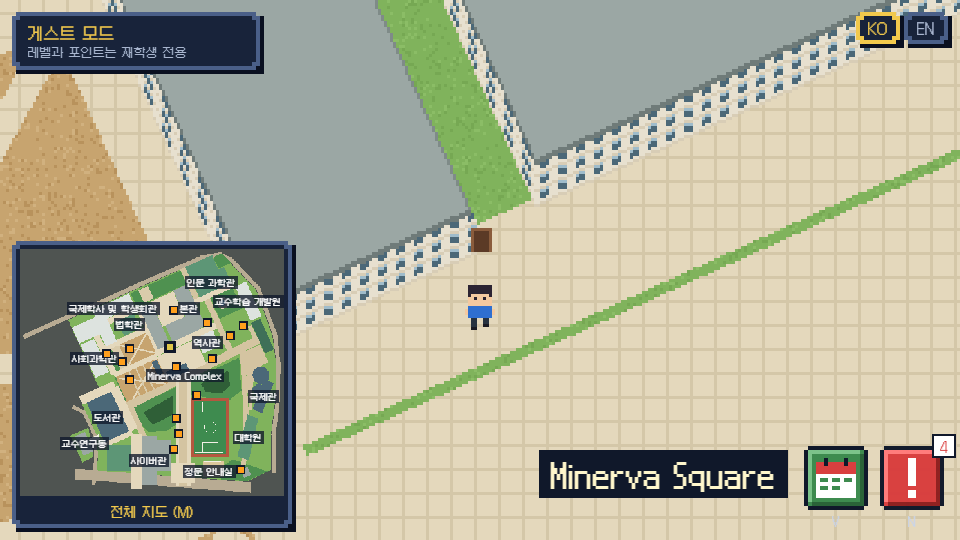 게스트 모드
레벨과 포인트는 재학생 전용
KO
EN
인문 과학관
교수학습 개발원
국제학사 및 학생회관
본관
법학관
역사관
사회과학관
Minerva Complex
국제관
도서관
대학원
교수연구동
사이버관
정문 안내실
전체 지도 (M)
Minerva Square
4